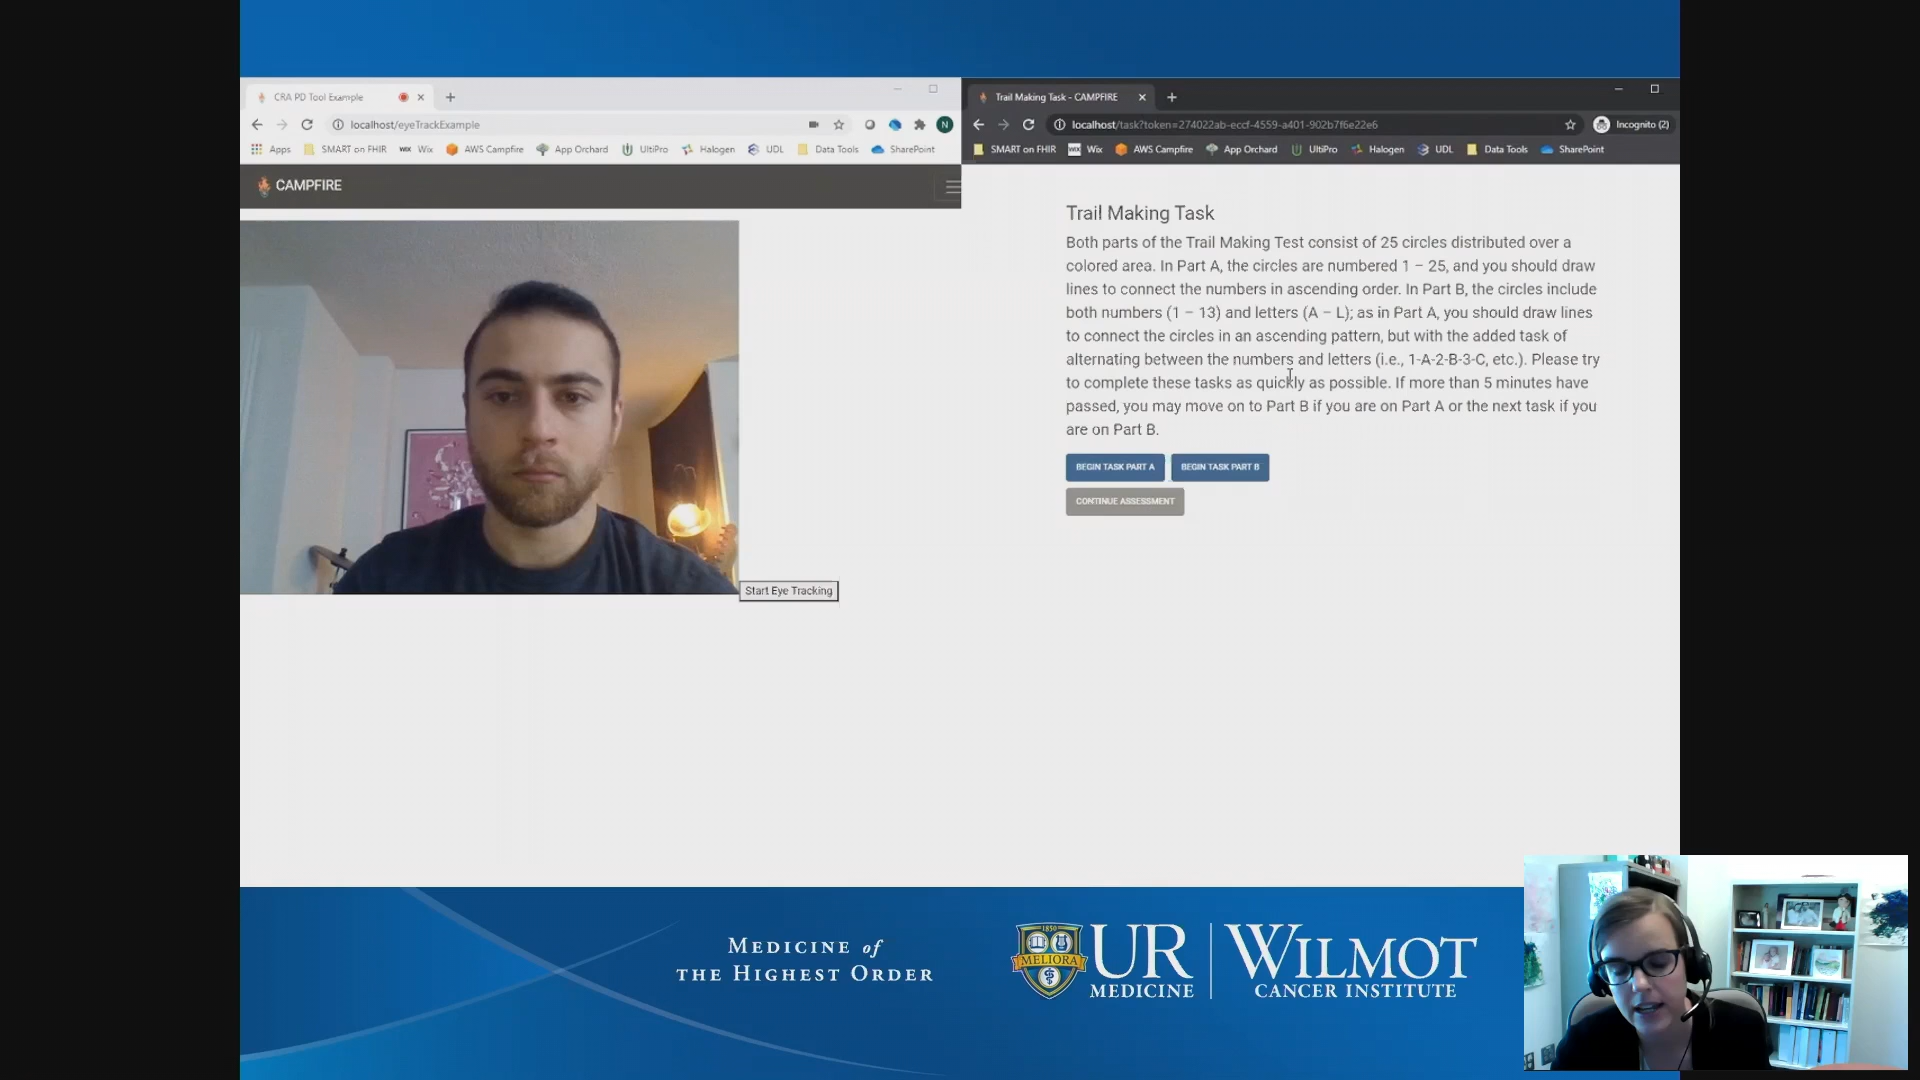 CRA PD Tool Example
localhost/eyeTrackExample
N
Apps SMART on FHIR WiX Wix AWS Campfire App Orchard UltiPro Halogen UDL Data Tools SharePoint
CAMPFIRE
Start Eye Tracking
Trail Making Task - CAMPFIRE
localhost/task?token=274022ab-eccf-4559-a401-902b7f6e22e6
Incognito (2)
SMART on FHIR WiX Wix AWS Campfire App Orchard UltiPro Halogen UDL Data Tools SharePoint
Trail Making Task
Both parts of the Trail Making Test consist of 25 circles distributed over a
colored area. In Part A, the circles are numbered 1 – 25, and you should draw
lines to connect the numbers in ascending order. In Part B, the circles include
both numbers (1 – 13) and letters (A – L); as in Part A, you should draw lines
to connect the circles in an ascending pattern, but with the added task of
alternating between the numbers and letters (i.e., 1-A-2-B-3-C, etc.). Please try
to complete these tasks as quickly as possible. If more than 5 minutes have
passed, you may move on to Part B if you are on Part A or the next task if you
are on Part B.
BEGIN TASK PART A BEGIN TASK PART B
CONTINUE ASSESSMENT
MEDICINE of
THE HIGHEST ORDER
1850
MELIORA
UR
MEDICINE
WILMOT
CANCER INSTITUTE